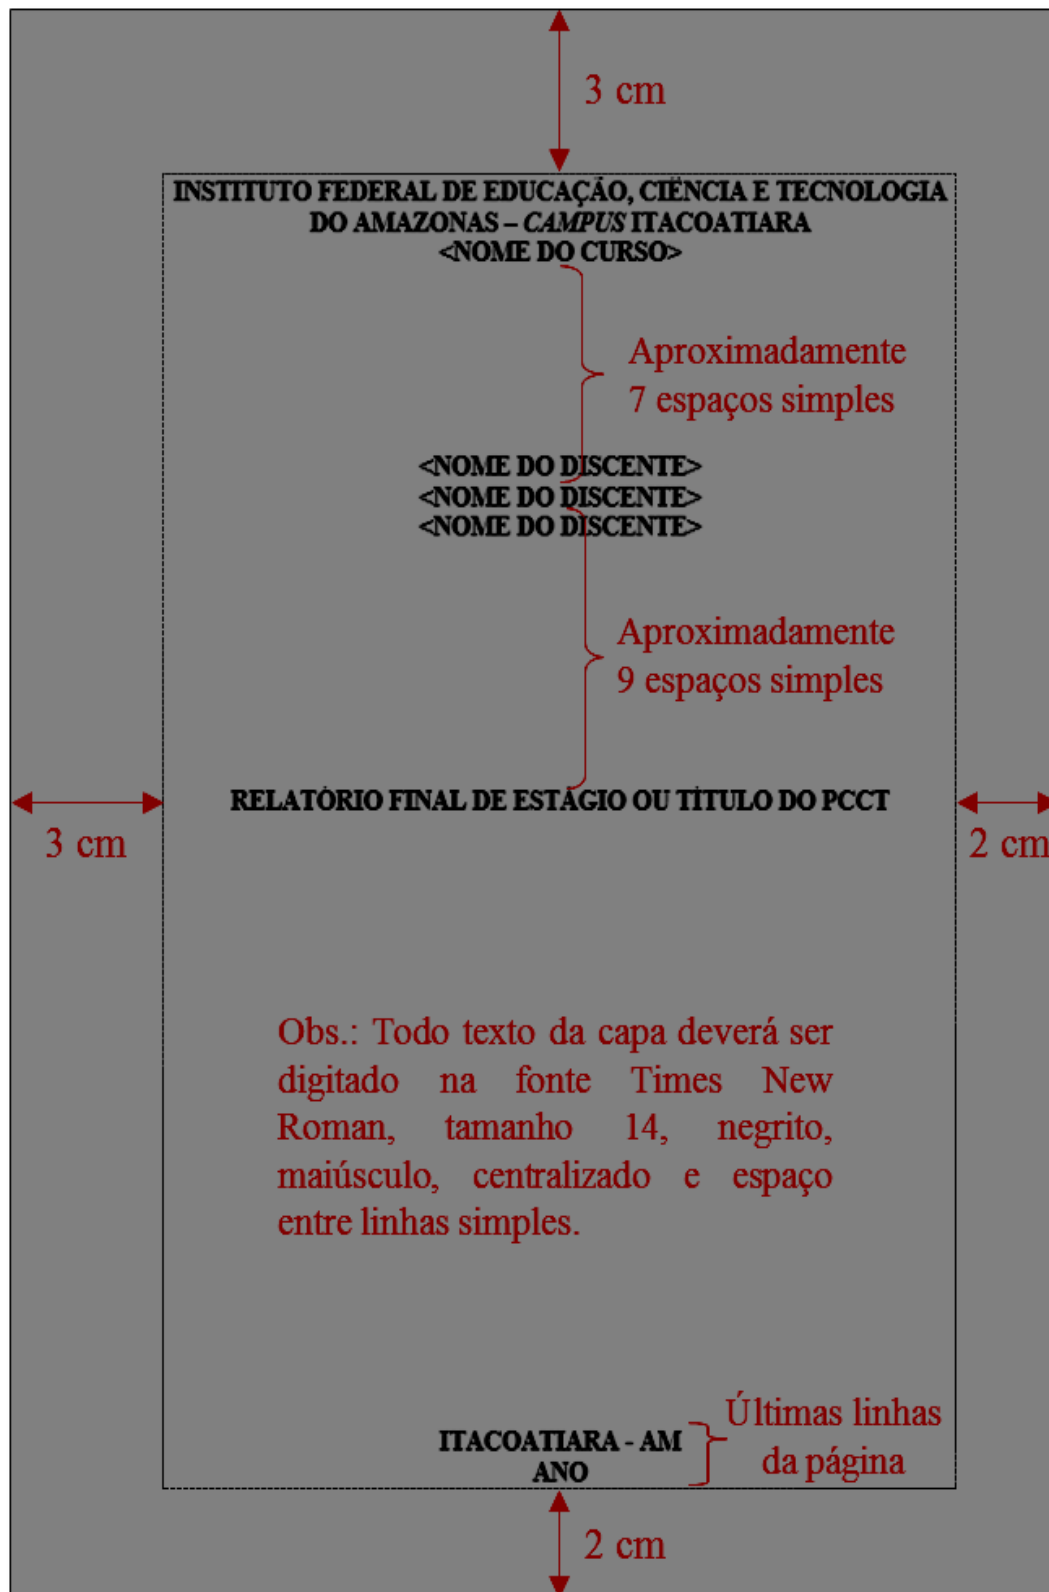 3 cm
INSTITUTO FEDERAL DE EDUCAÇÃO, CIÊNCIA E TECNOLOGIA
DO AMAZONAS – CAMPUS ITACOATIARA
<NOME DO CURSO>
Aproximadamente
7 espaços simples
<NOME DO DISCENTE>
<NOME DO DISCENTE>
<NOME DO DISCENTE>
Aproximadamente
9 espaços simples
RELATÓRIO FINAL DE ESTÁGIO OU TÍTULO DO PCCT
3 cm
2 cm
Obs.: Todo texto da capa deverá ser
digitado na fonte Times New
Roman, tamanho 14, negrito,
maiúsculo, centralizado e espaço
entre linhas simples.
Últimas linhas
da página
ITACOATIARA - AM
ANO
2 cm